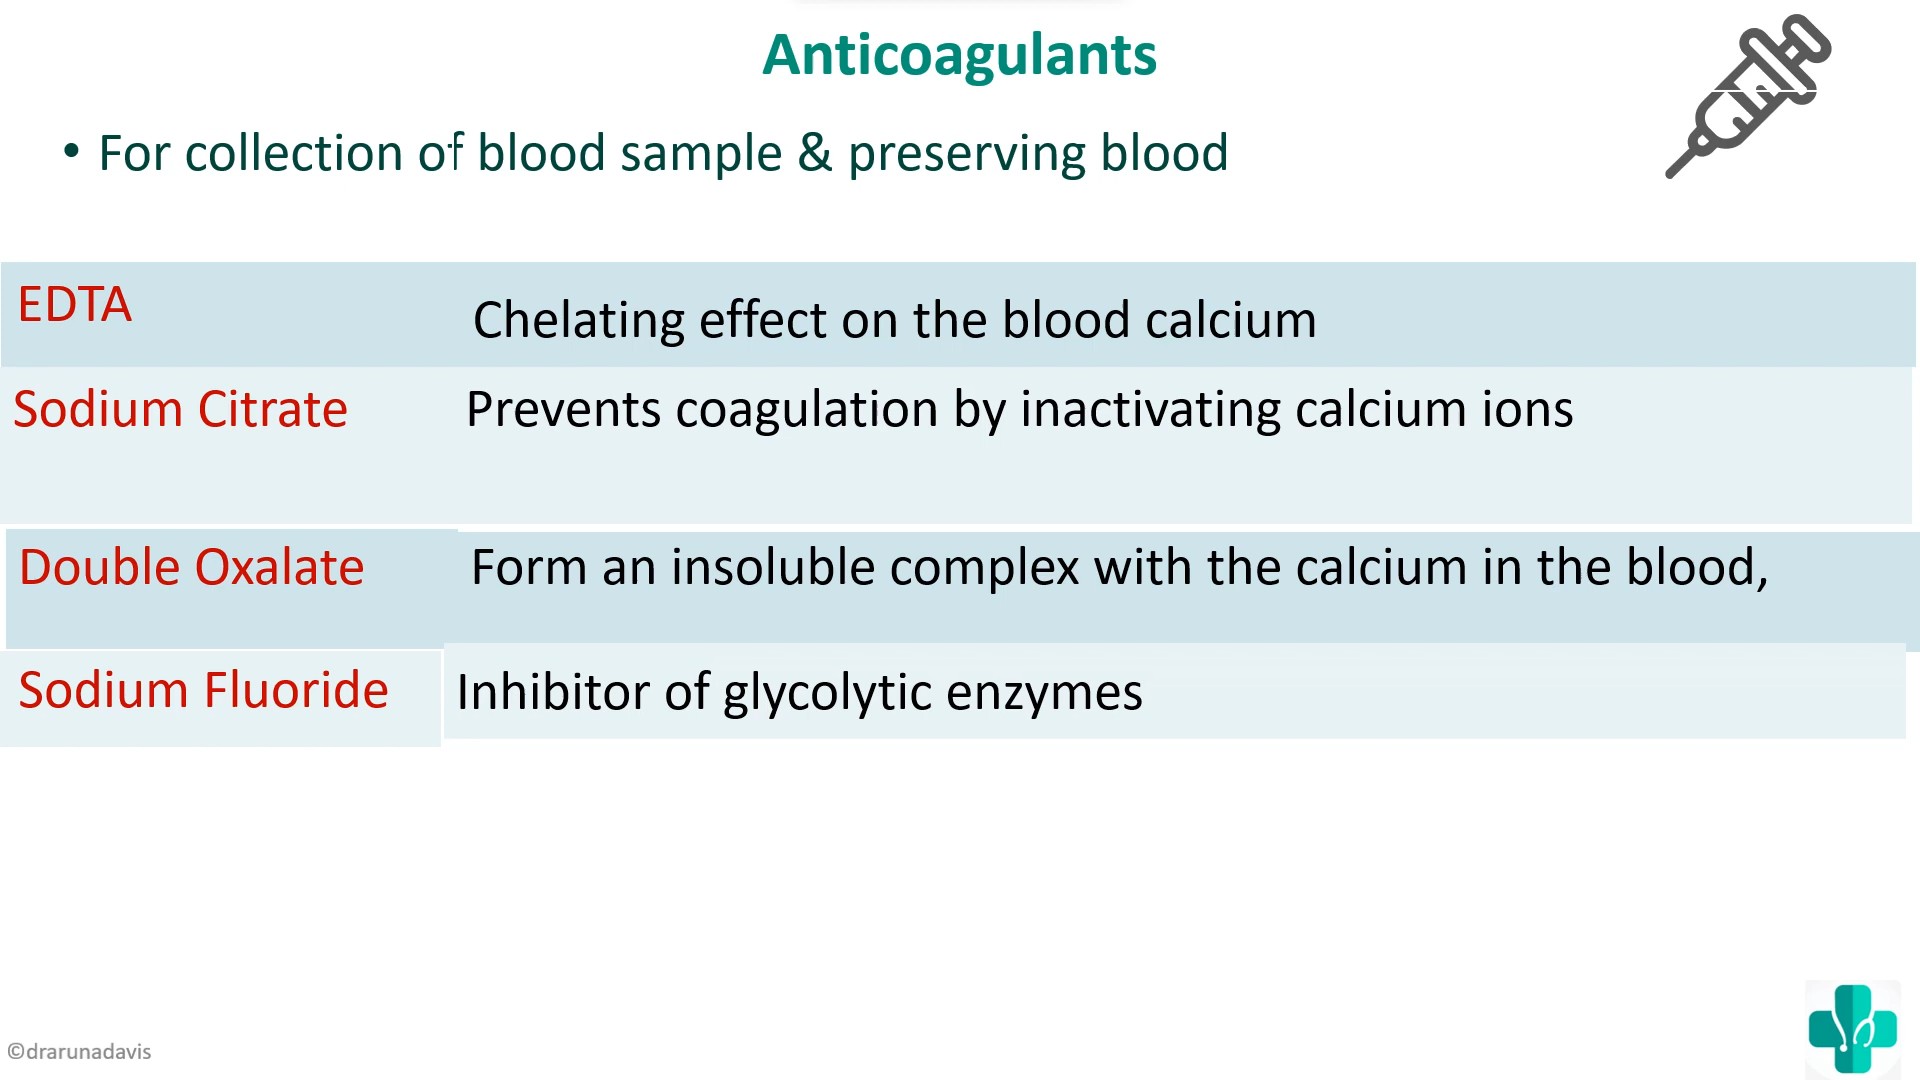 Anticoagulants
• For collection of blood sample & preserving blood
EDTA Chelating effect on the blood calcium
Sodium Citrate Prevents coagulation by inactivating calcium ions
Double Oxalate Form an insoluble complex with the calcium in the blood,
Sodium Fluoride Inhibitor of glycolytic enzymes
©drarunadavis